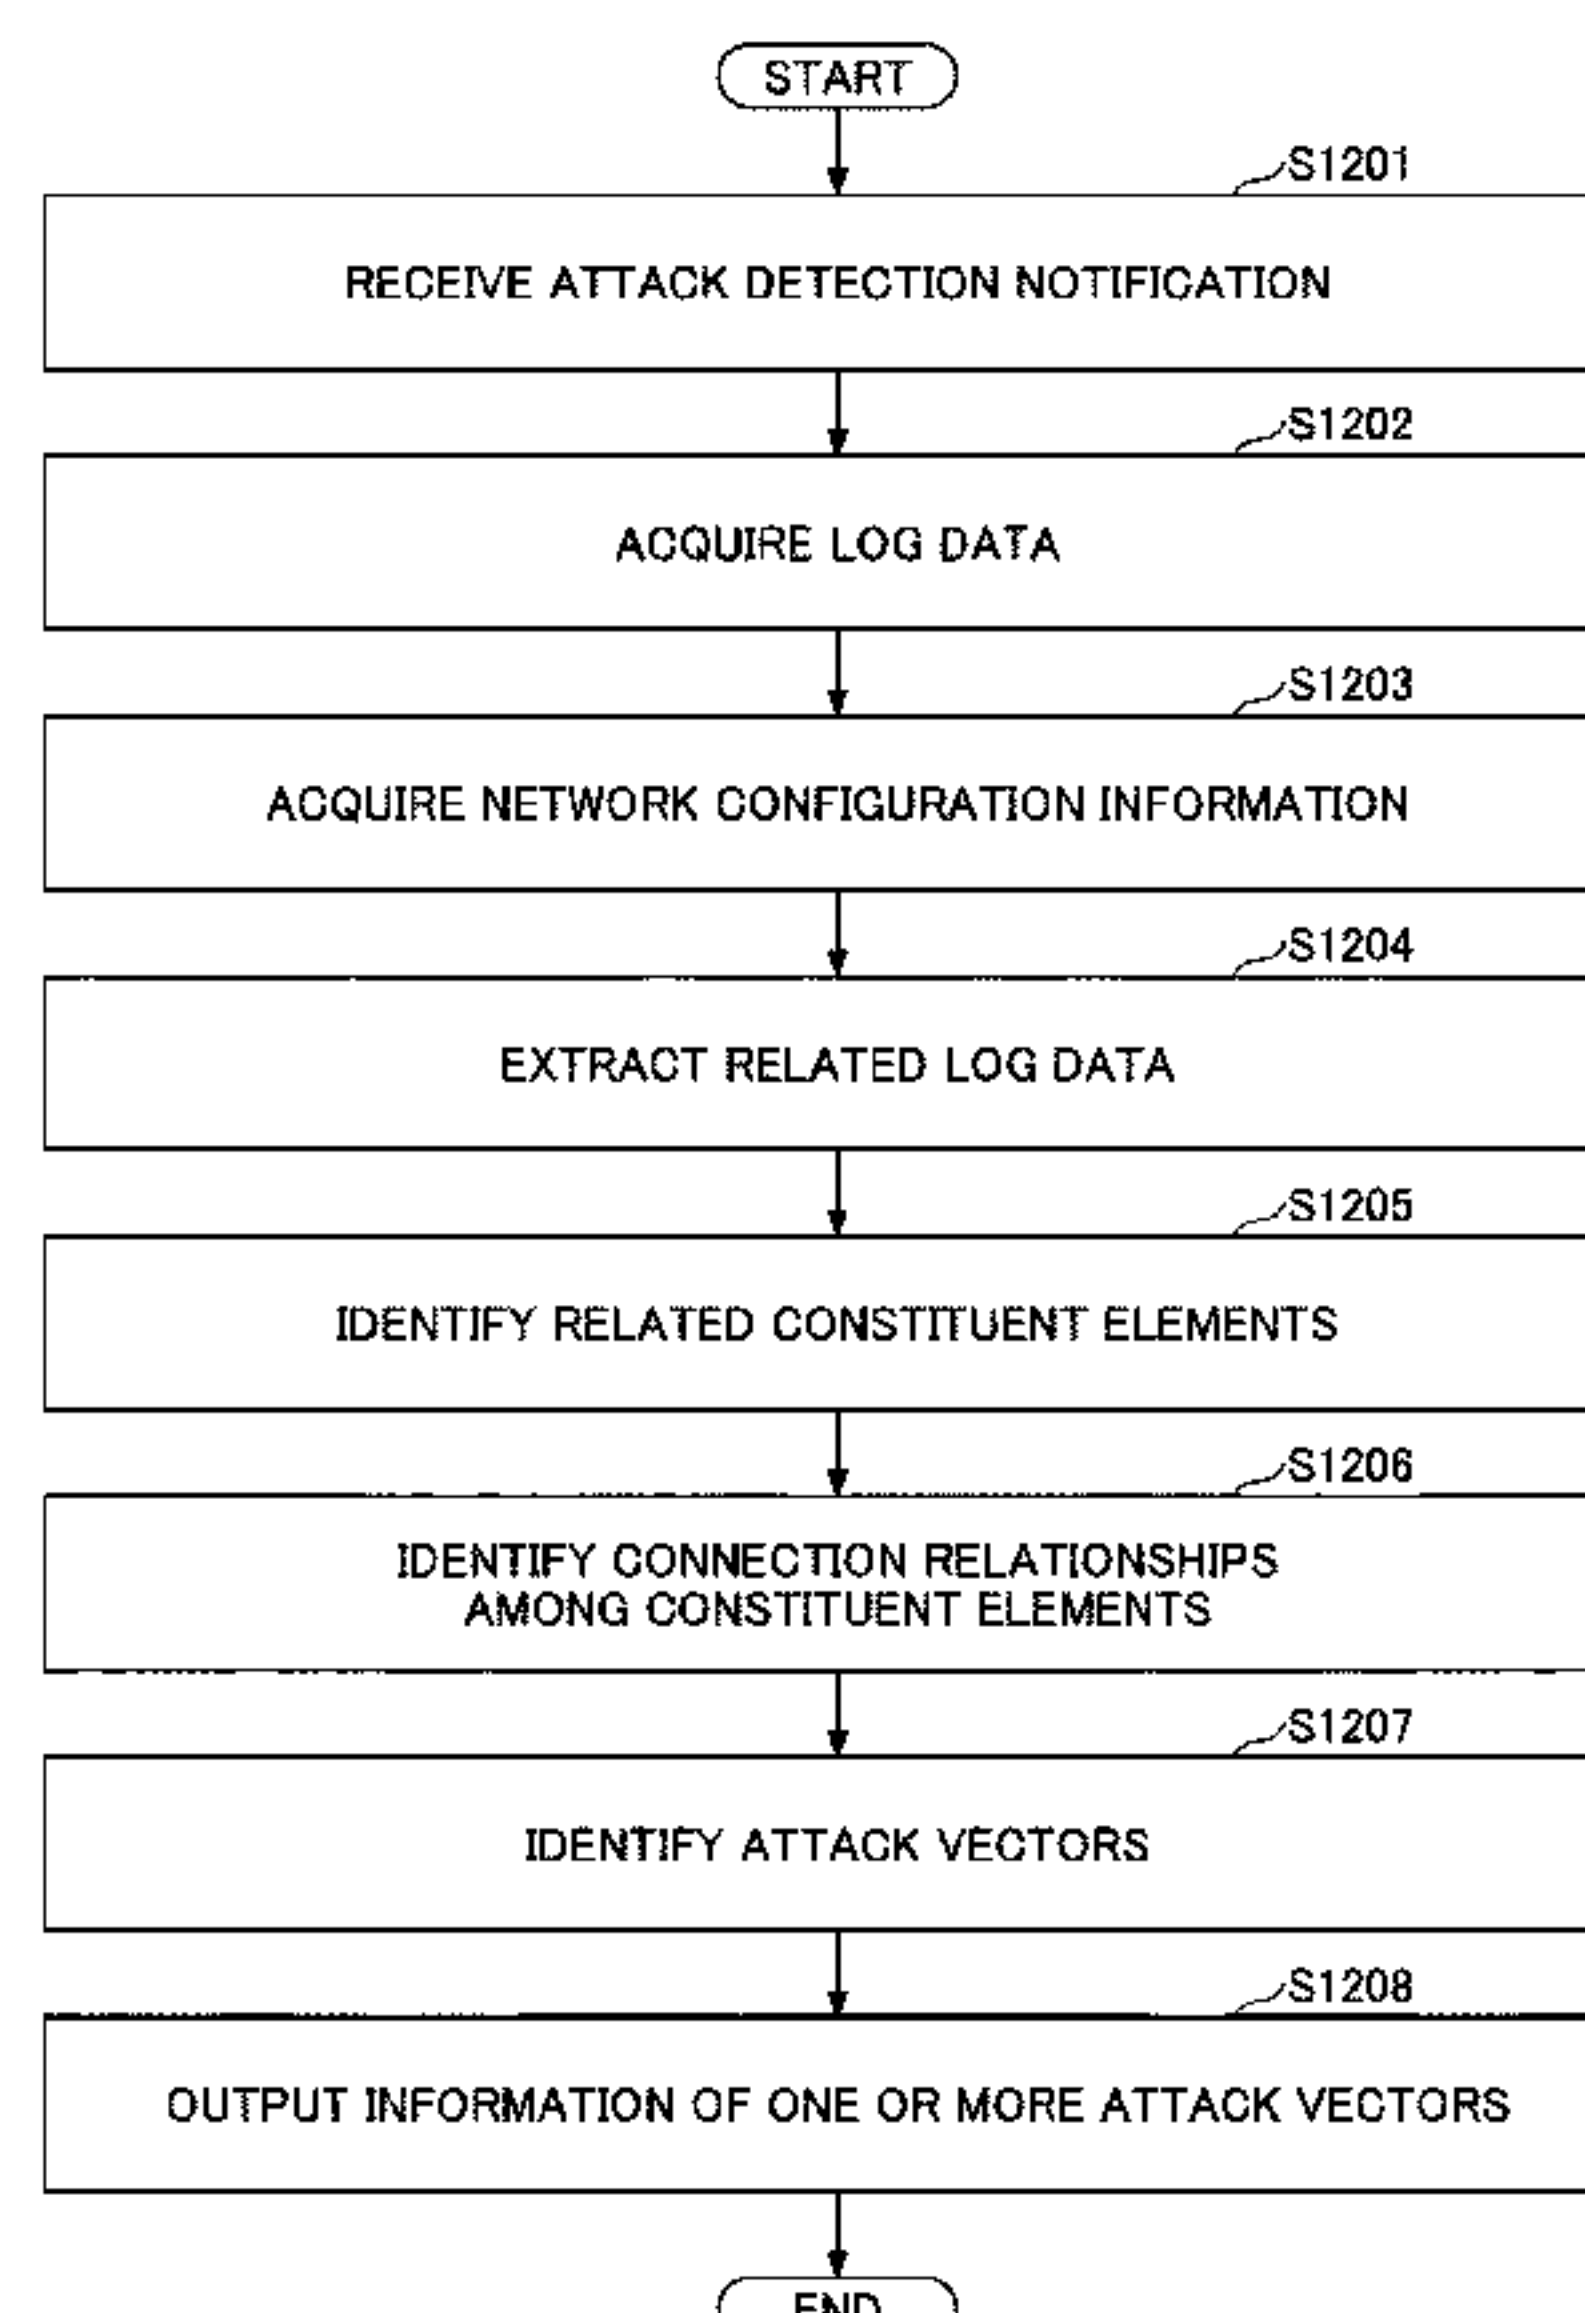 START
S1201
RECEIVE ATTACK DETECTION NOTIFICATION
S1202
ACQUIRE LOG DATA
S1203
ACQUIRE NETWORK CONFIGURATION INFORMATION
S1204
EXTRACT RELATED LOG DATA
S1205
IDENTIFY RELATED CONSTITUENT ELEMENTS
S1206
IDENTIFY CONNECTION RELATIONSHIPS
AMONG CONSTITUENT ELEMENTS
S1207
IDENTIFY ATTACK VECTORS
S1208
OUTPUT INFORMATION OF ONE OR MORE ATTACK VECTORS
END